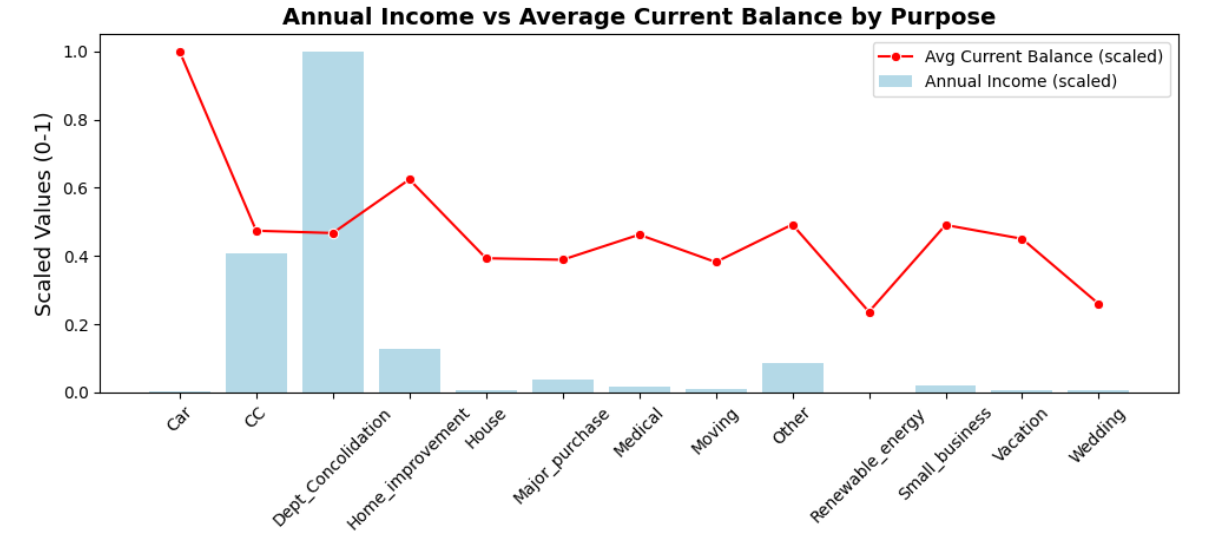 Annual Income vs Average Current Balance by Purpose
Avg Current Balance (scaled)
Annual Income (scaled)
Scaled Values (0-1)
1.0
0.8
0.6
0.4
0.2
0.0
Car
CC
Dept_Concolidation
Home_improvement
House
Major_purchase
Medical
Moving
Other
Renewable_energy
Small_business
Vacation
Wedding